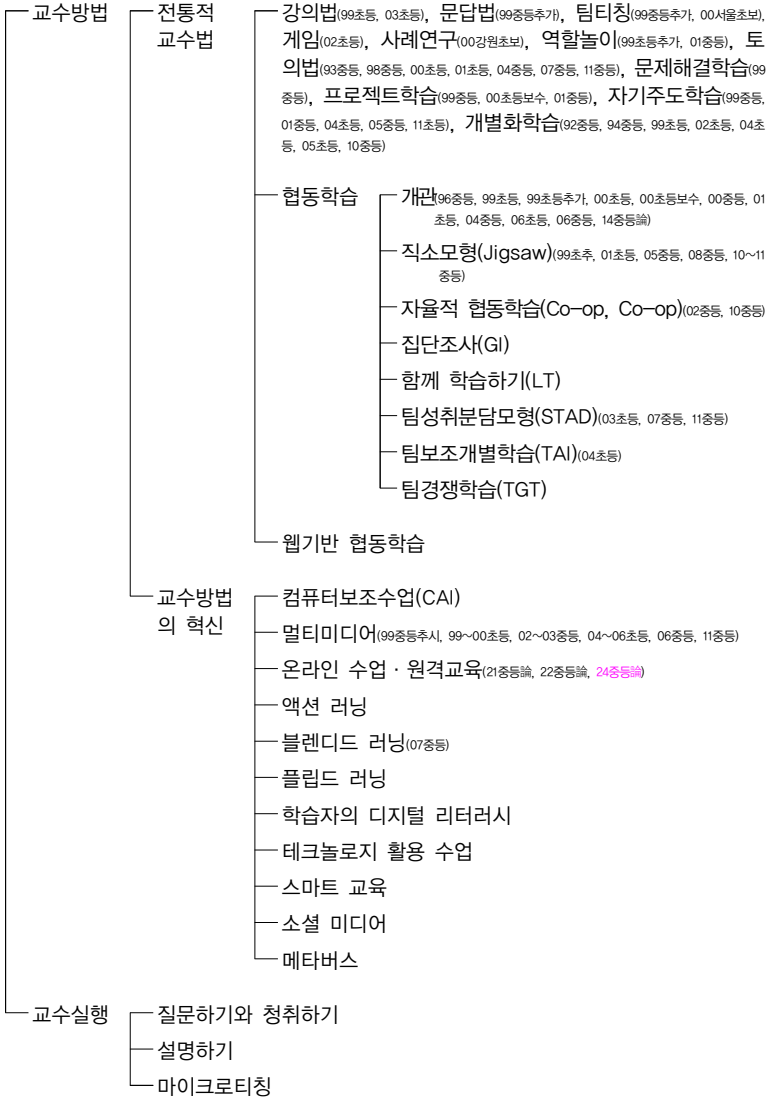 교수방법
전통적
교수법
강의법(99초등, 03초등), 문답법(99중등추가), 팀티칭(99중등추가, 00서울초보),
게임(02초등), 사례연구(00강원초보), 역할놀이(99초등추가, 01중등), 토
의법(93중등, 98중등, 00초등, 01초등, 04중등, 07중등, 11중등), 문제해결학습(99
중등), 프로젝트학습(99중등, 00초등보수, 01중등), 자기주도학습(99중등,
01중등, 04초등, 05중등, 11초등), 개별화학습(92중등, 94중등, 99초등, 02초등, 04초
등, 05초등, 10중등)
협동학습
개관(96중등, 99초등, 99초등추가, 00초등, 00초등보수, 00중등, 01
초등, 04중등, 06초등, 06중등, 14중등論)
직소모형(Jigsaw)(99초추, 01초등, 05중등, 08중등, 10~11
중등)
자율적 협동학습(Co-op, Co-op)(02중등, 10중등)
집단조사(GI)
함께 학습하기(LT)
팀성취분담모형(STAD)(03초등, 07중등, 11중등)
팀보조개별학습(TAI)(04초등)
팀경쟁학습(TGT)
웹기반 협동학습
교수방법
의 혁신
컴퓨터보조수업(CAI)
멀티미디어(99중등추시, 99~00초등, 02~03중등, 04~06초등, 06중등, 11중등)
온라인 수업 · 원격교육(21중등論, 22중등論, 24중등論)
액션 러닝
블렌디드 러닝(07중등)
플립드 러닝
학습자의 디지털 리터러시
테크놀로지 활용 수업
스마트 교육
소셜 미디어
메타버스
교수실행
질문하기와 청취하기
설명하기
마이크로티칭